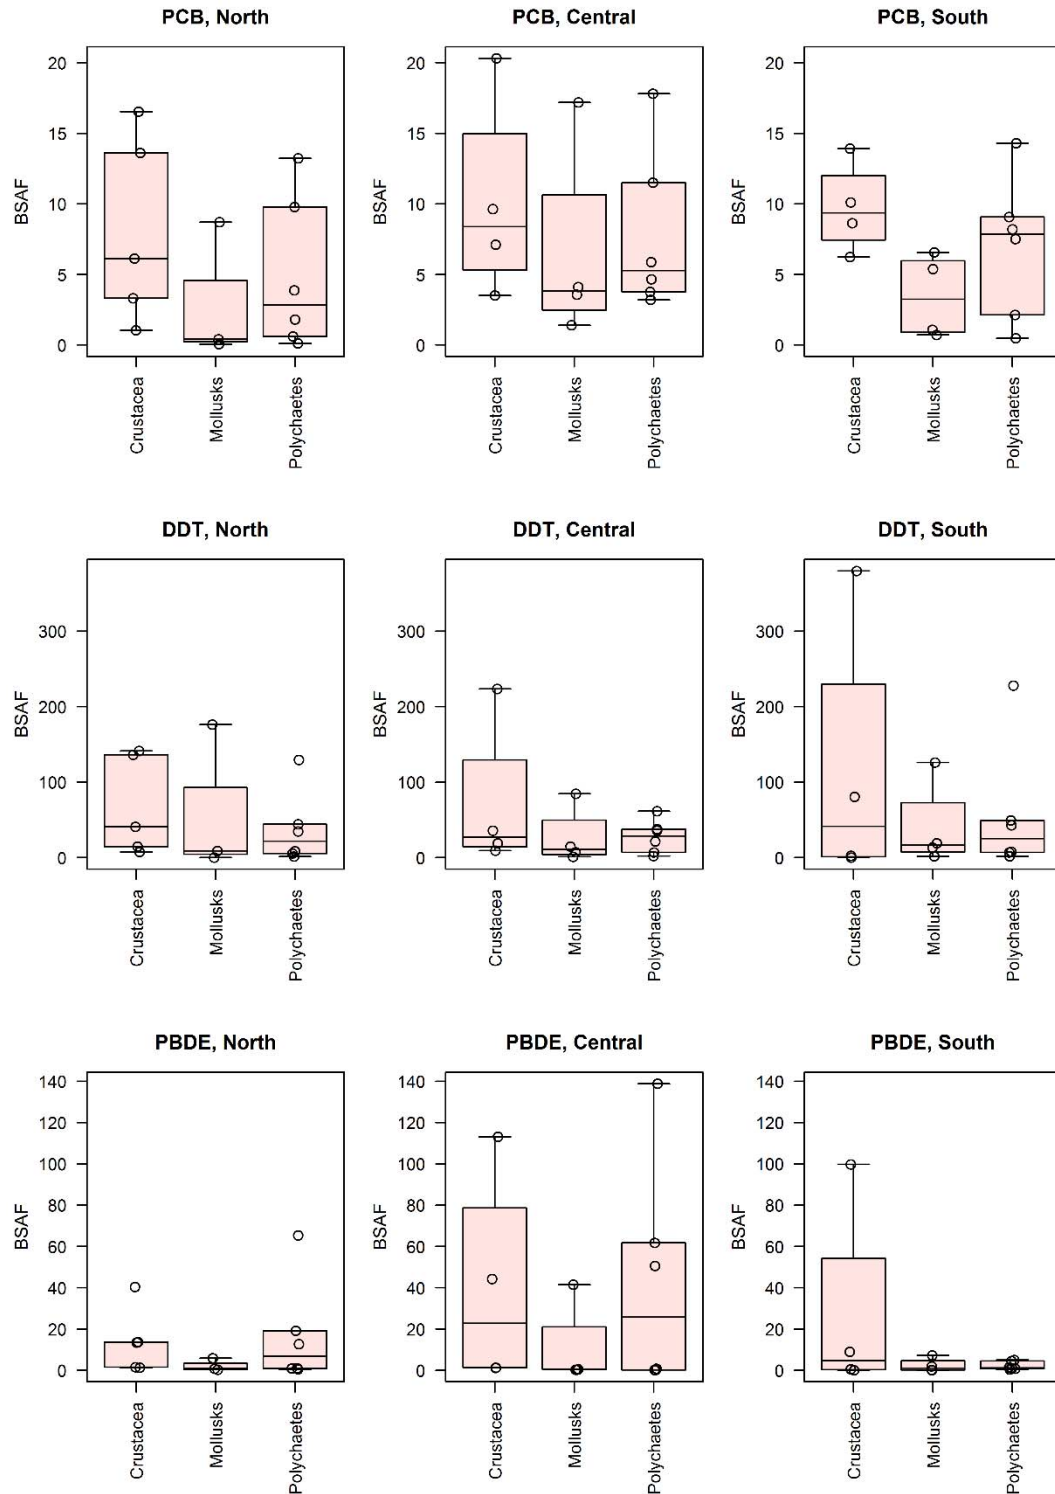 PCB, North
PCB, Central
PCB, South
BSAF
20
15
10
5
0
Crustacea
Mollusks
Polychaetes
BSAF
20
15
10
5
0
Crustacea
Mollusks
Polychaetes
BSAF
20
15
10
5
0
Crustacea
Mollusks
Polychaetes
DDT, North
DDT, Central
DDT, South
BSAF
300
200
100
0
Crustacea
Mollusks
Polychaetes
BSAF
300
200
100
0
Crustacea
Mollusks
Polychaetes
BSAF
300
200
100
0
Crustacea
Mollusks
Polychaetes
PBDE, North
PBDE, Central
PBDE, South
BSAF
140
120
100
80
60
40
20
0
Crustacea
Mollusks
Polychaetes
BSAF
140
120
100
80
60
40
20
0
Crustacea
Mollusks
Polychaetes
BSAF
140
120
100
80
60
40
20
0
Crustacea
Mollusks
Polychaetes